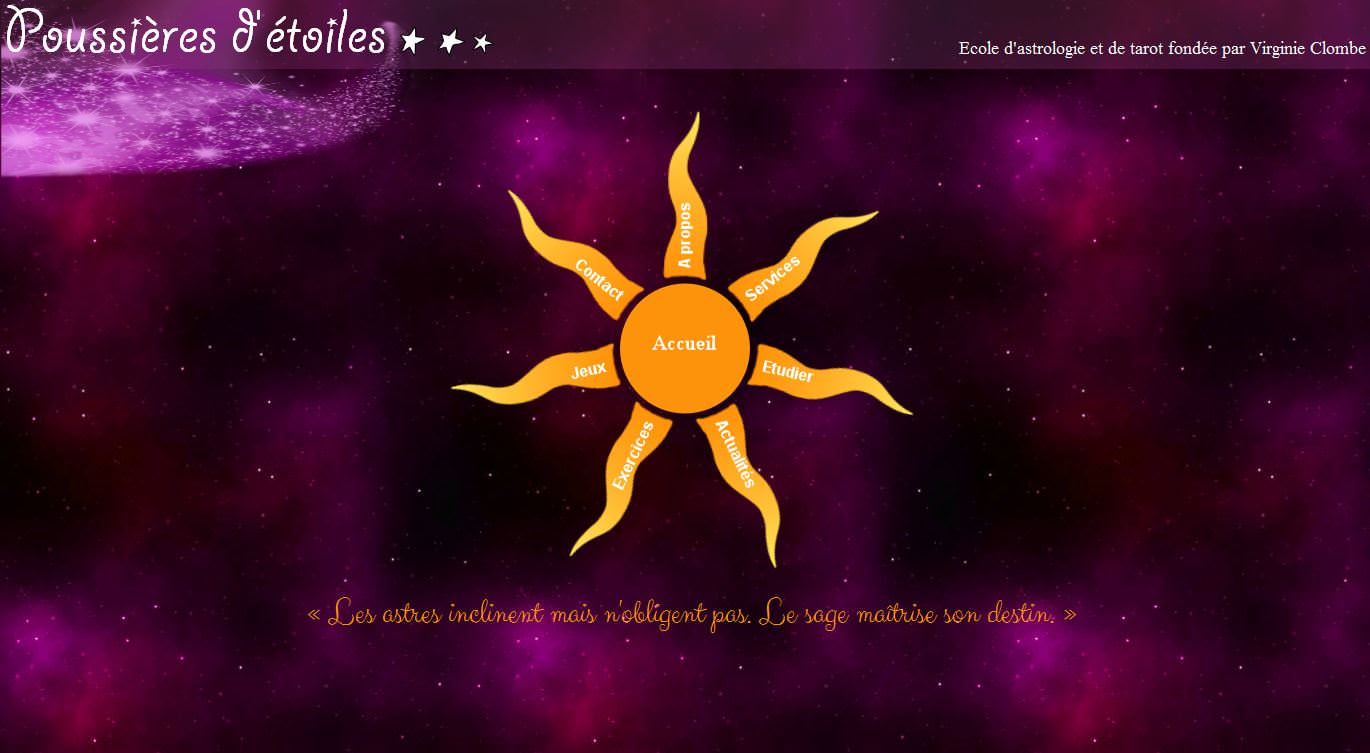 Poussières d'étoiles
Ecole d'astrologie et de tarot fondée par Virginie Clombe
A propos
Services
Contact
Accueil
Jeux
Etudier
Exercices
Actualités
« Les astres inclinent mais n'obligent pas. Le sage maîtrise son destin. »